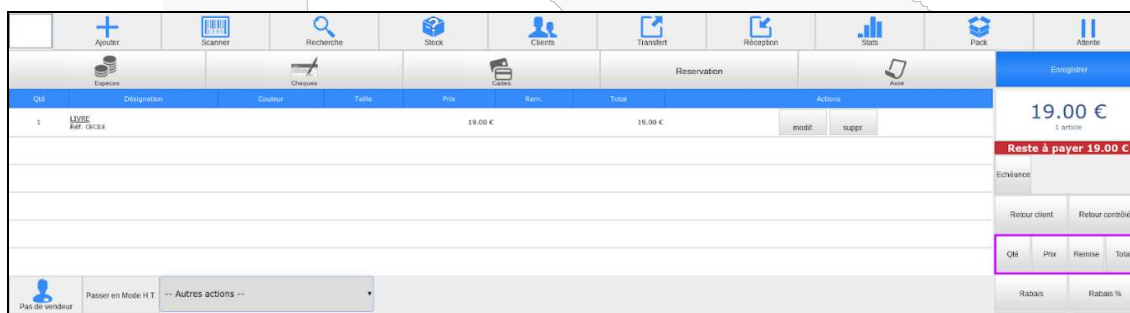 Ajouter Scanner Recherche Stock Clients Transfert Réception Stats Pack Attente
Espèces Chèques Cartes Reservation Avoir Enregistrer
Qté Désignation Couleur Taille Prix Rem. Total Actions
19.00 €
1 article
1 LIVRE 19.00 € 19.00 € modif. suppr.
Réf. CECILE
Reste à payer 19.00 €
Echéance
Retour client Retour contrôlé
Qté Prix Remise Total
Pas de vendeur Passer en Mode H.T. -- Autres actions --
Rabais Rabais %